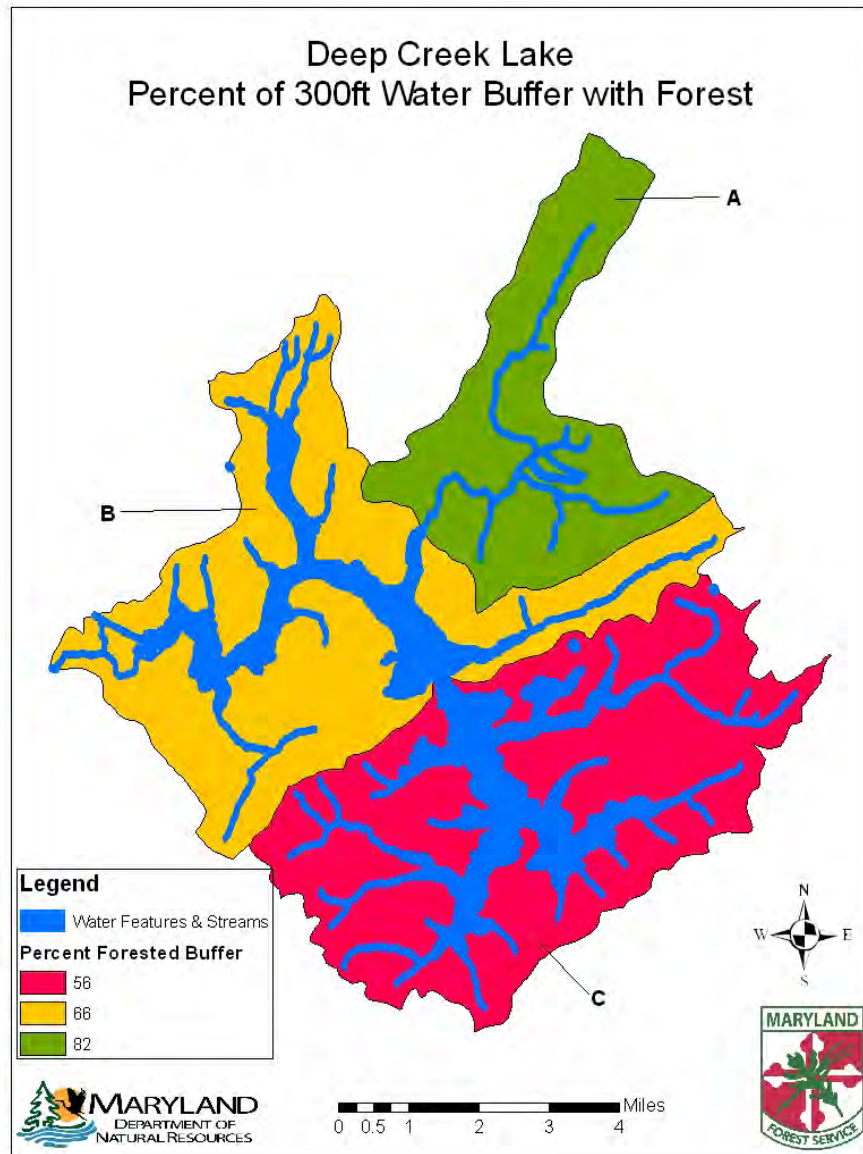 Deep Creek Lake
Percent of 300ft Water Buffer with Forest
A
B
C
Legend
Water Features & Streams
Percent Forested Buffer
56
66
82
N
W
E
S
MARYLAND
DEPARTMENT OF
NATURAL RESOURCES
0 0.5 1 2 3 4
Miles
MARYLAND
FOREST SERVICE